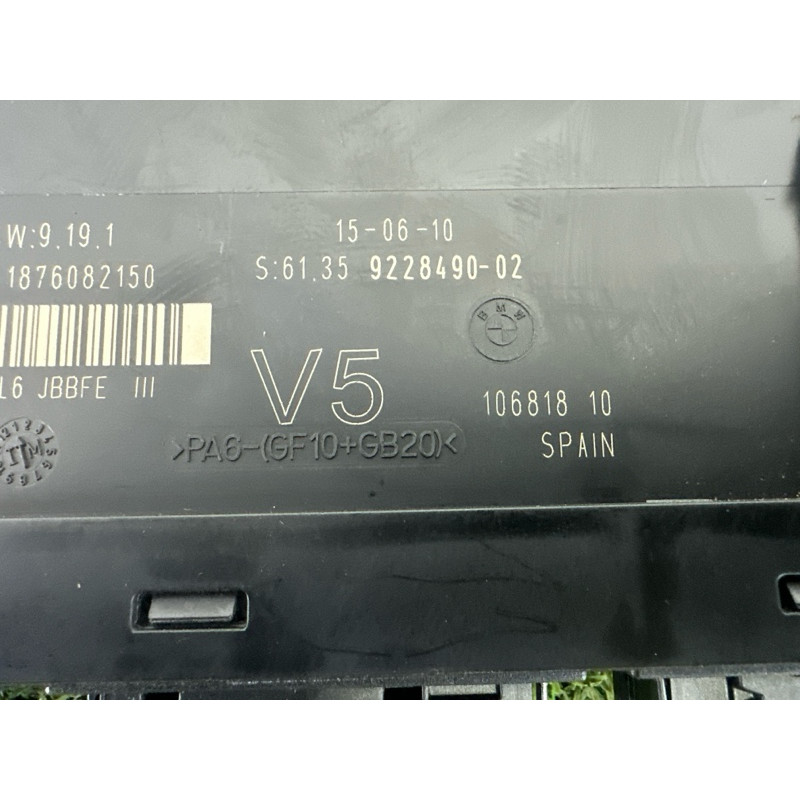 W:9.19.1
15-06-10
1876082150
S:61.35 9228490-02
BMW
L6 JBBFE III
V5
106818 10
>PA6-(GF10+GB20)<
SPAIN